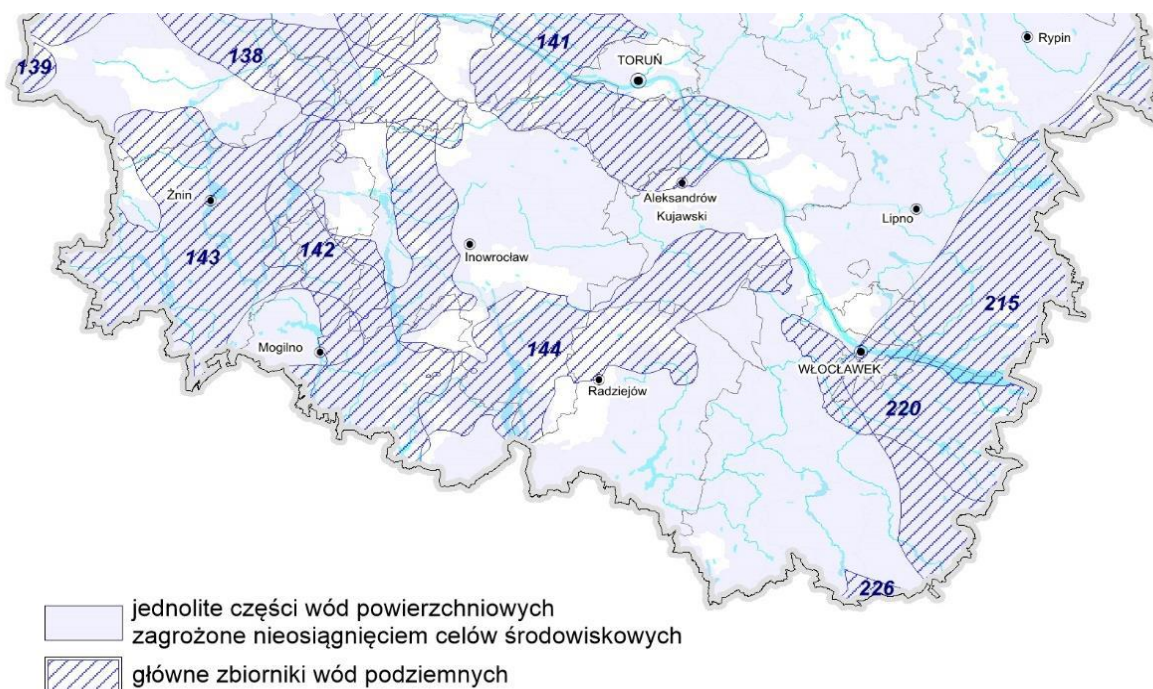 Rypin
141
TORUŃ
138
139
Aleksandrów
Kujawski
Żnin
Lipno
Inowrocław
142
143
215
Mogilno
144
WŁOCŁAWEK
Radziejów
220
226
jednolite części wód powierzchniowych
zagrożone nieosiągnięciem celów środowiskowych
główne zbiorniki wód podziemnych